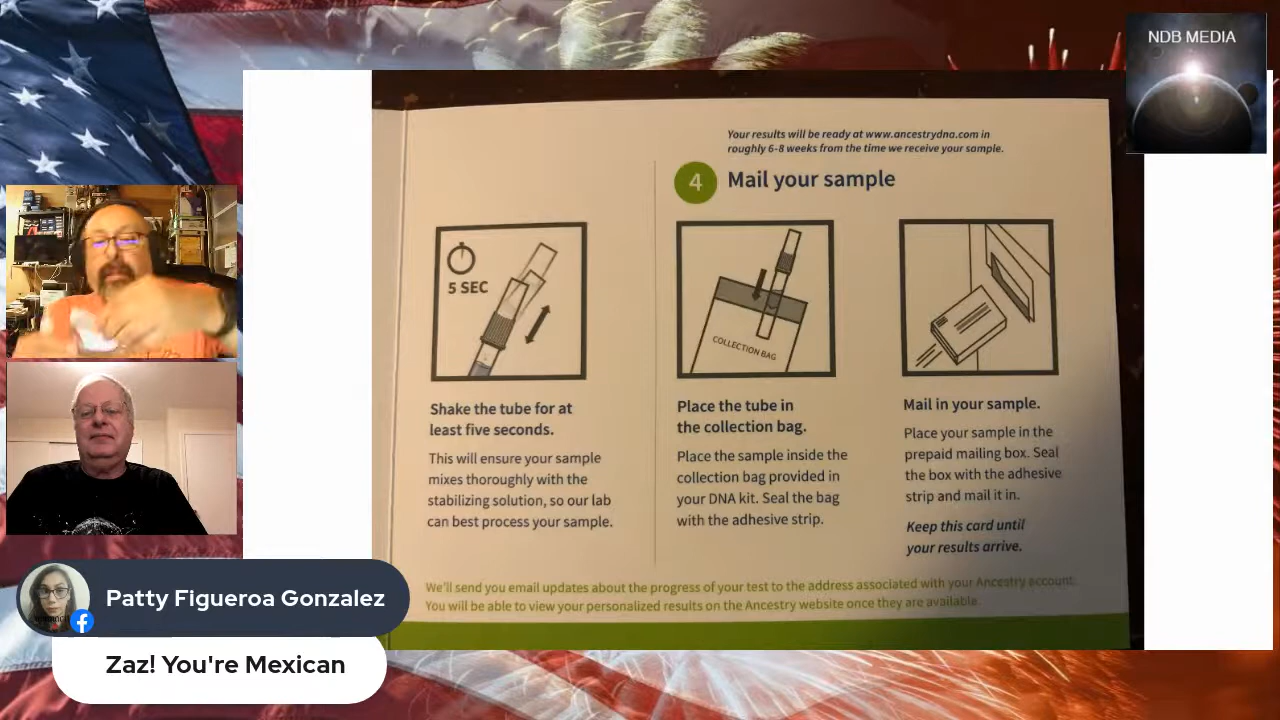 NDB MEDIA
Your results will be ready at www.ancestrydna.com in
roughly 6-8 weeks from the time we receive your sample.
4 Mail your sample
5 SEC
COLLECTION BAG
Shake the tube for at
least five seconds.
This will ensure your sample
mixes thoroughly with the
stabilizing solution, so our lab
can best process your sample.
Place the tube in
the collection bag.
Place the sample inside the
collection bag provided in
your DNA kit. Seal the bag
with the adhesive strip.
Mail in your sample.
Place your sample in the
prepaid mailing box. Seal
the box with the adhesive
strip and mail it in.
Keep this card until
your results arrive.
We'll send you email updates about the progress of your test to the address associated with your Ancestry account.
You will be able to view your personalized results on the Ancestry website once they are available.
Patty Figueroa Gonzalez
Zaz! You're Mexican